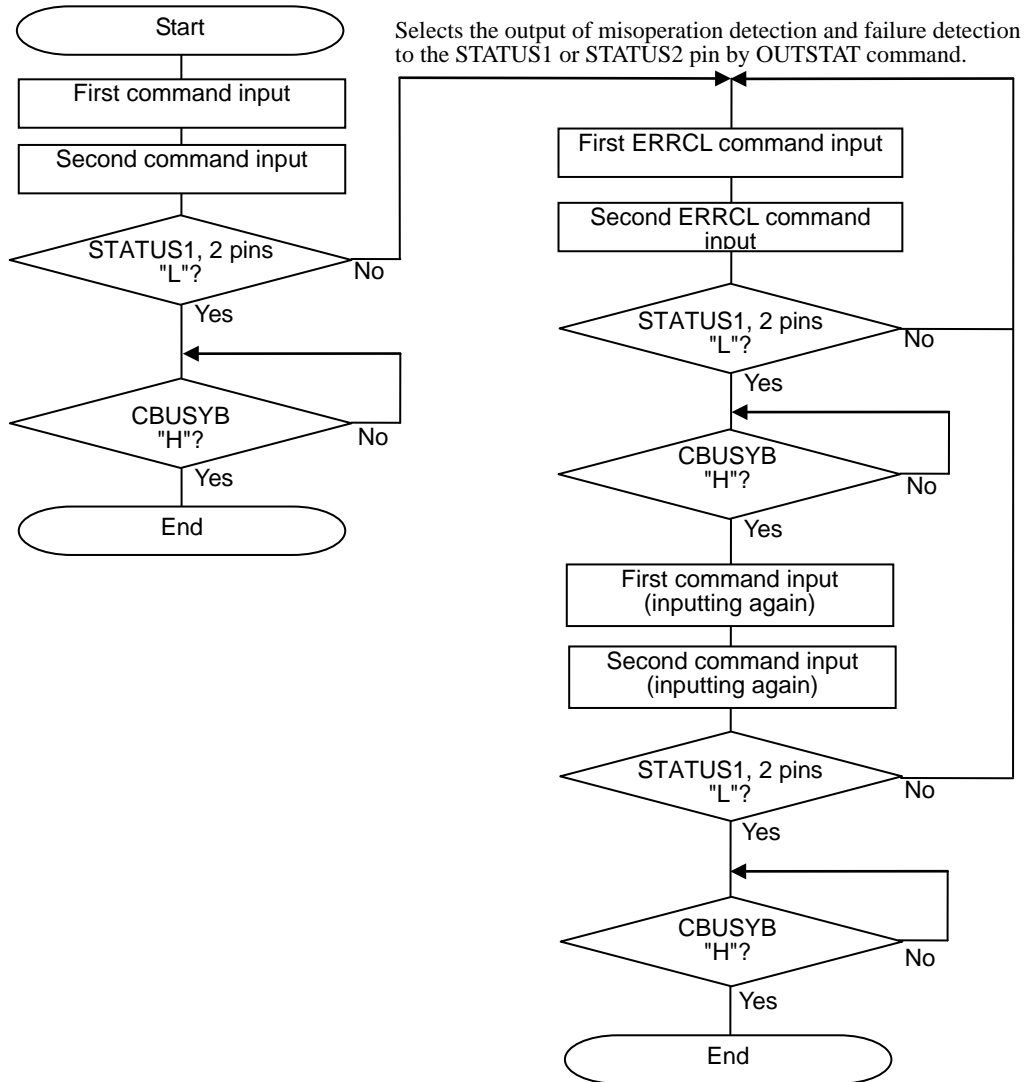 Start
First command input
Second command input
STATUS1, 2 pins
"L"?
No
Yes
CBUSYB
"H"?
No
Yes
End
Selects the output of misoperation detection and failure detection
to the STATUS1 or STATUS2 pin by OUTSTAT command.
First ERRCL command input
Second ERRCL command
input
STATUS1, 2 pins
"L"?
No
Yes
CBUSYB
"H"?
No
Yes
First command input
(inputting again)
Second command input
(inputting again)
STATUS1, 2 pins
"L"?
No
Yes
CBUSYB
"H"?
No
Yes
End